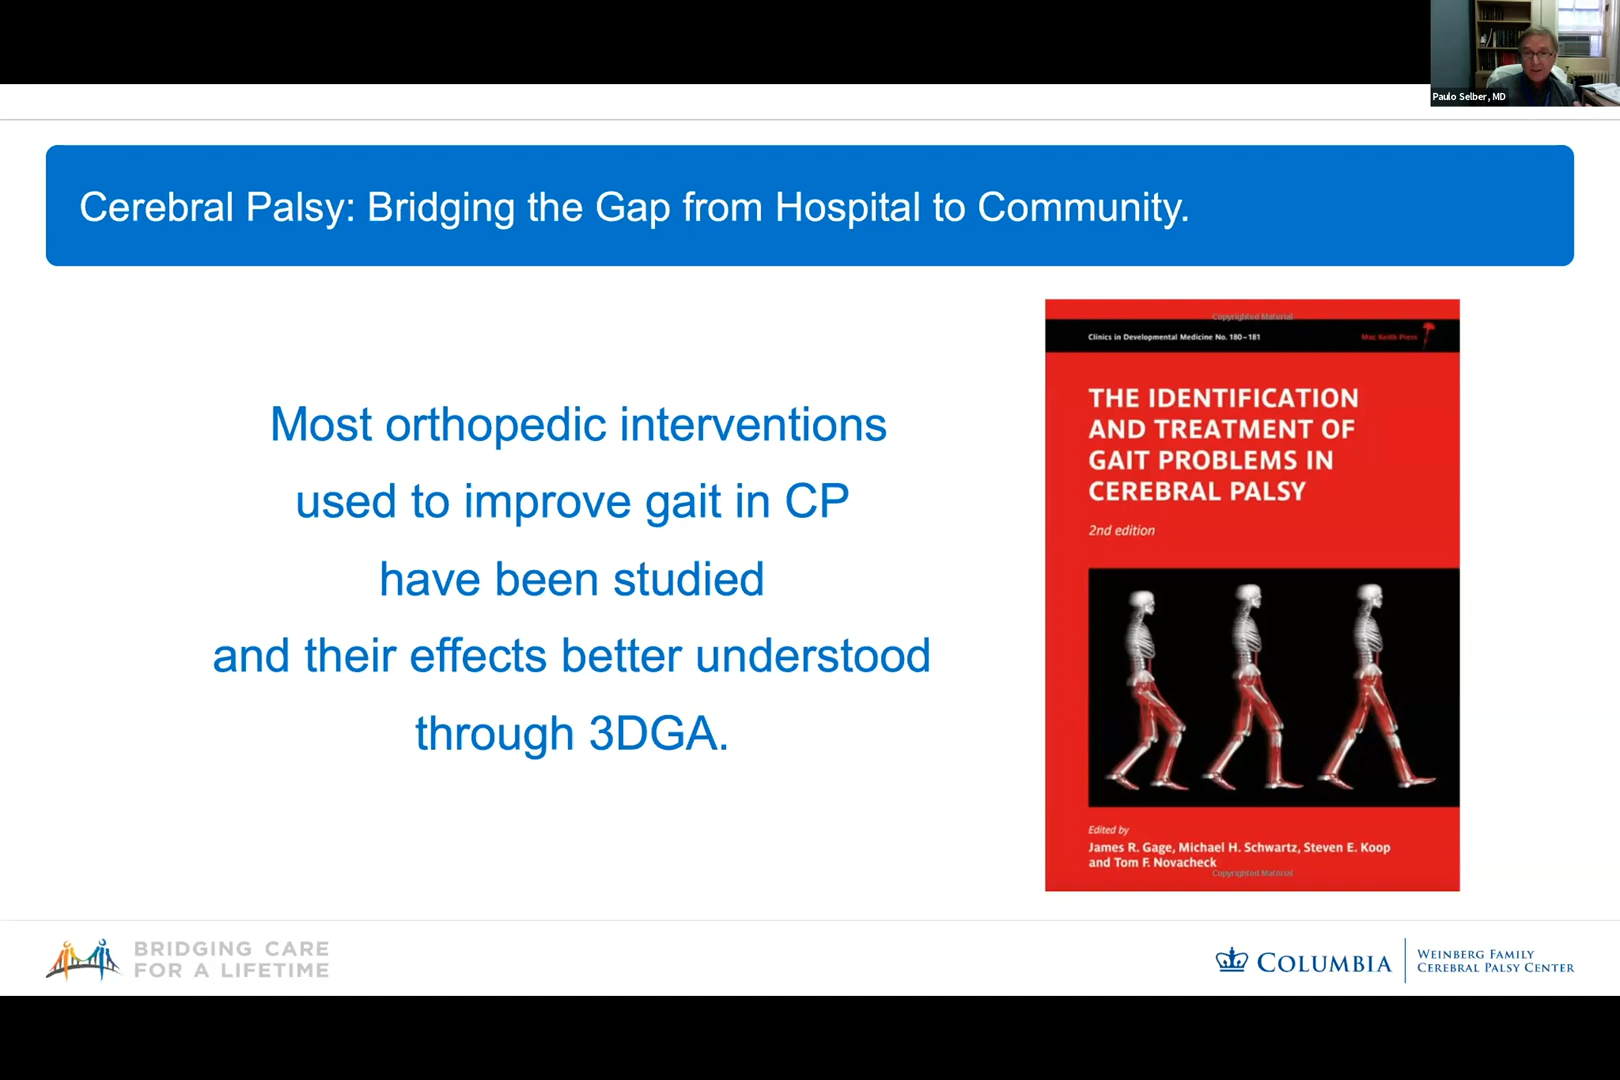 Paulo Selber, MD
Cerebral Palsy: Bridging the Gap from Hospital to Community.
Most orthopedic interventions
used to improve gait in CP
have been studied
and their effects better understood
through 3DGA.
Copyrighted Material
Clinics in Developmental Medicine No. 180–181
Mac Keith Press
THE IDENTIFICATION
AND TREATMENT OF
GAIT PROBLEMS IN
CEREBRAL PALSY
2nd edition
Edited by
James R. Gage, Michael H. Schwartz, Steven E. Koop
and Tom F. Novacheck
Copyrighted Material
BRIDGING CARE
FOR A LIFETIME
COLUMBIA
WEINBERG FAMILY
CEREBRAL PALSY CENTER